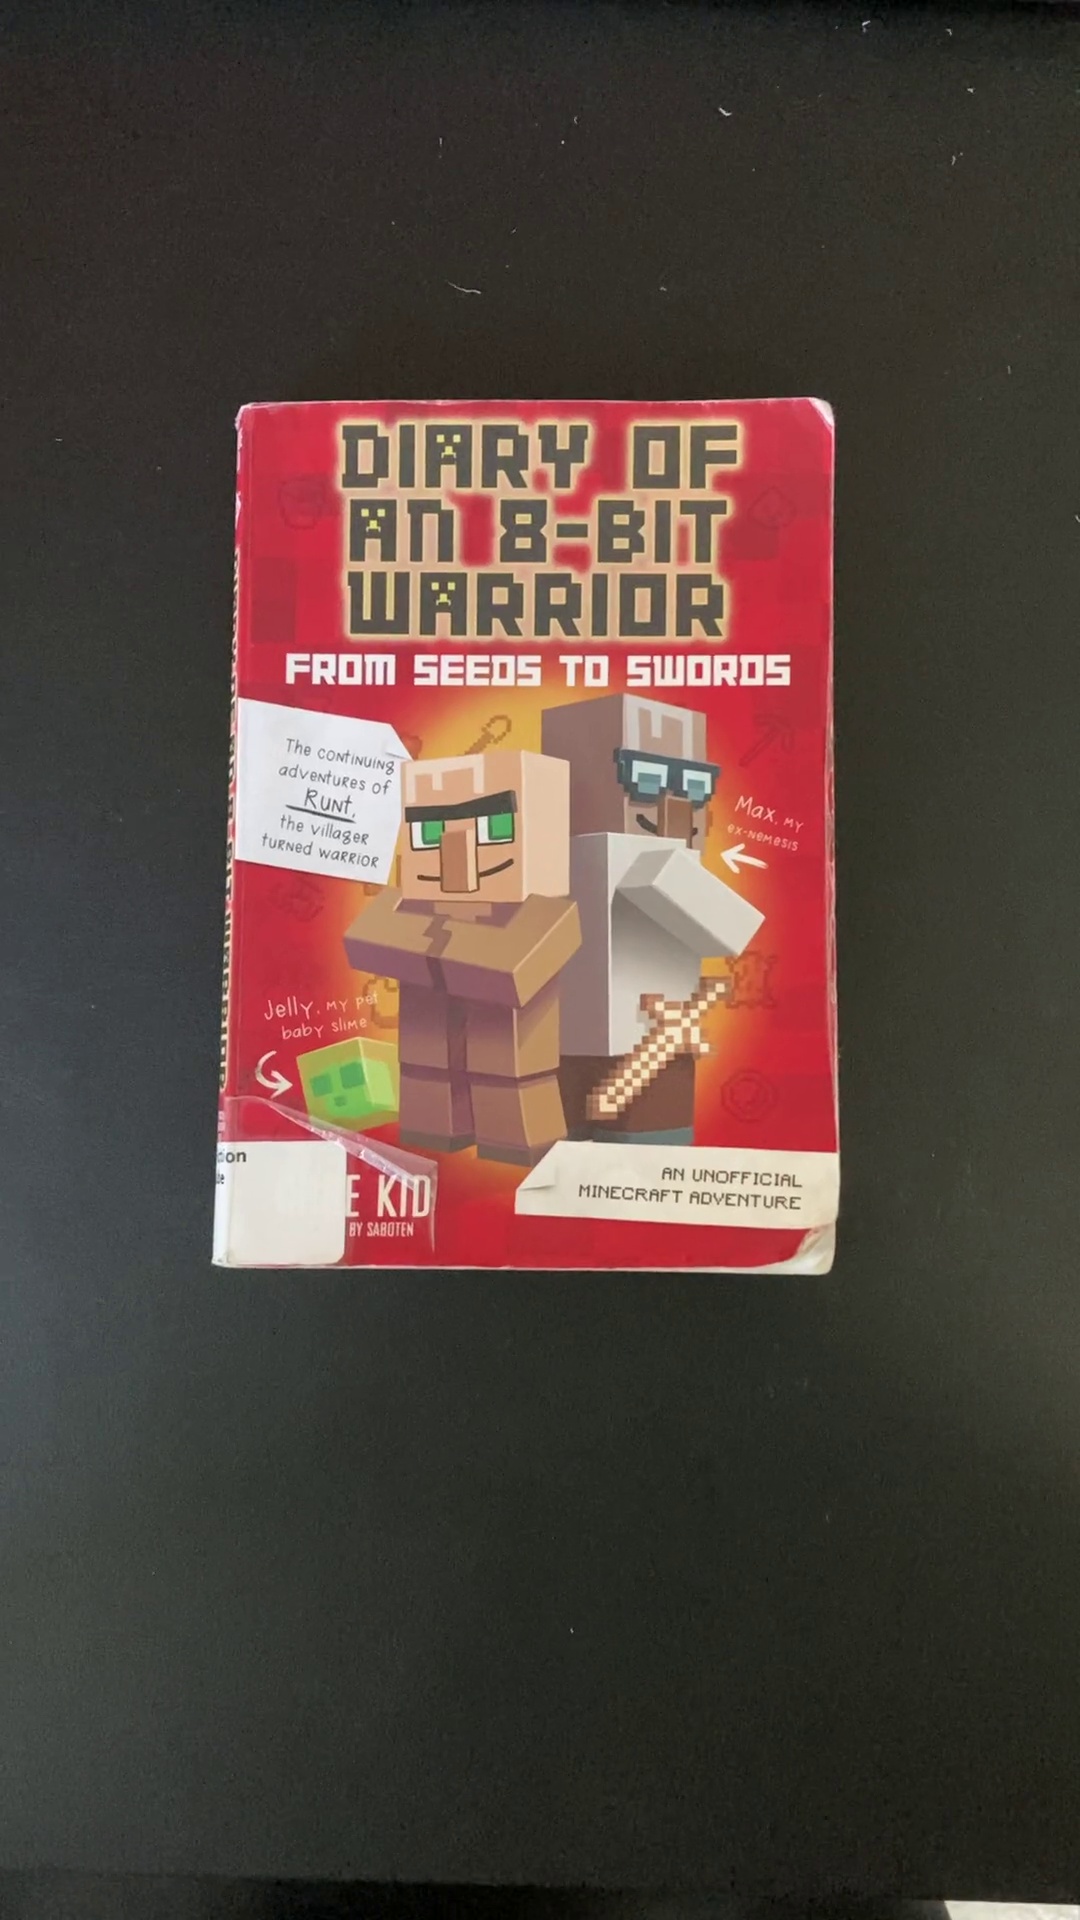 DIARY OF
AN 8-BIT
WARRIOR
FROM SEEDS TO SWORDS
The continuing
adventures of
Runt,
the villager
turned warrior
Max, my
ex-nemesis
Jelly, my pet
baby slime
KID
BY SABOTEN
AN UNOFFICIAL
MINECRAFT ADVENTURE